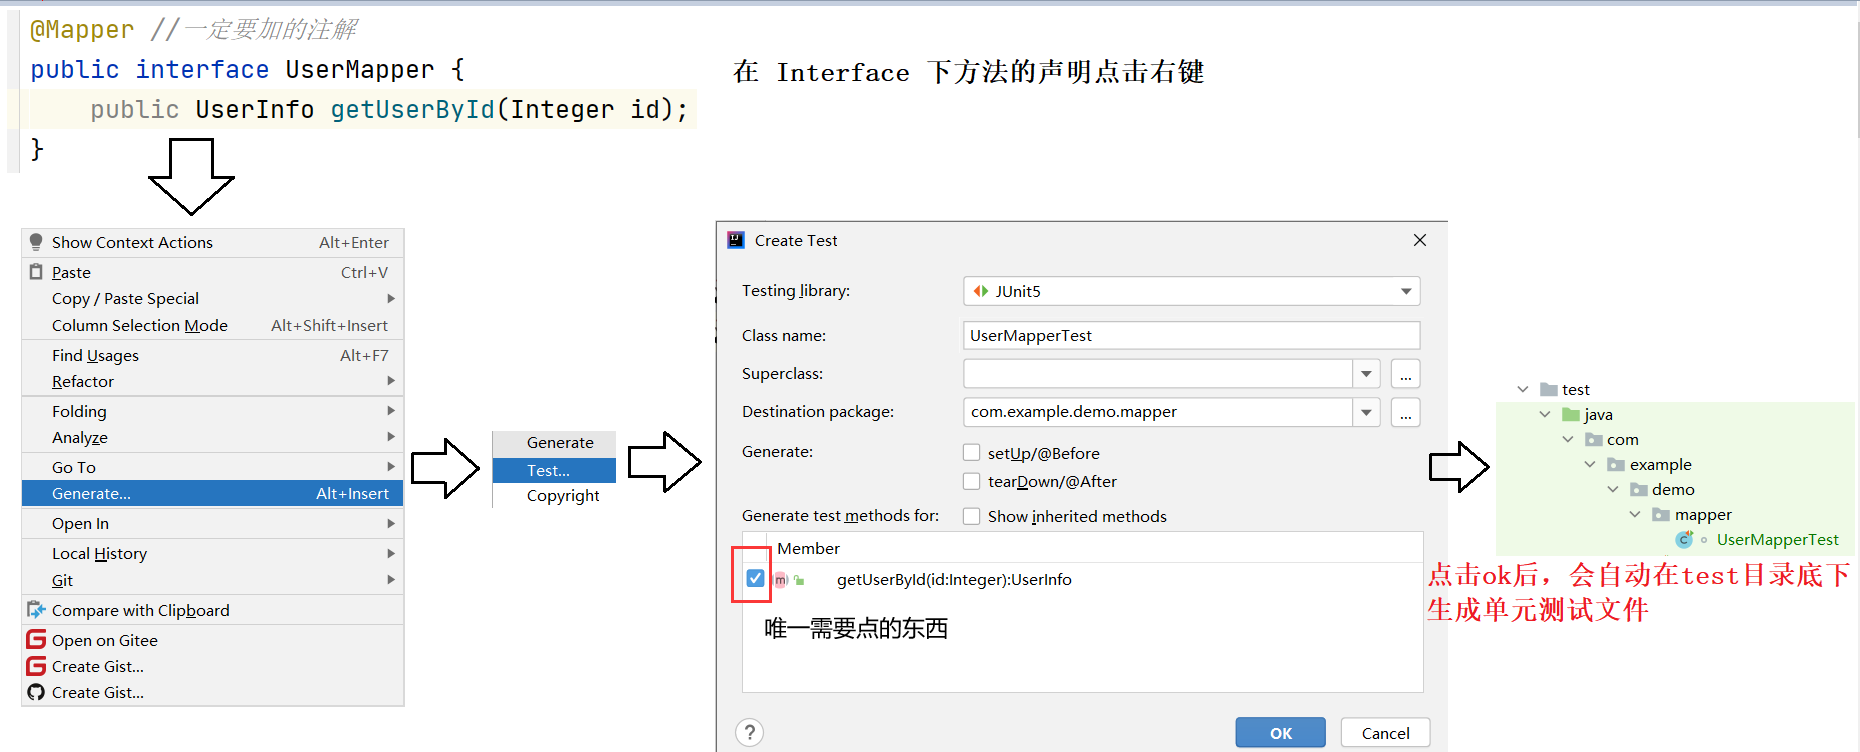 @Mapper //一定要加的注解
public interface UserMapper {
public UserInfo getUserById(Integer id);
}
在 Interface 下方法的声明点击右键
Show Context Actions Alt+Enter
Paste Ctrl+V
Copy / Paste Special
Column Selection Mode Alt+Shift+Insert
Find Usages Alt+F7
Refactor
Folding
Analyze
Go To
Generate... Alt+Insert
Open In
Local History
Git
Compare with Clipboard
Open on Gitee
Create Gist...
Create Gist...
Generate
Test...
Copyright
Create Test
Testing library: JUnit5
Class name: UserMapperTest
Superclass: ...
Destination package: com.example.demo.mapper ...
Generate: setUp/@Before
tearDown/@After
Generate test methods for: Show inherited methods
Member
m getUserById(id:Integer):UserInfo
唯一需要点的东西
? OK Cancel
test
java
com
example
demo
mapper
C UserMapperTest
点击ok后，会自动在test目录底下
生成单元测试文件